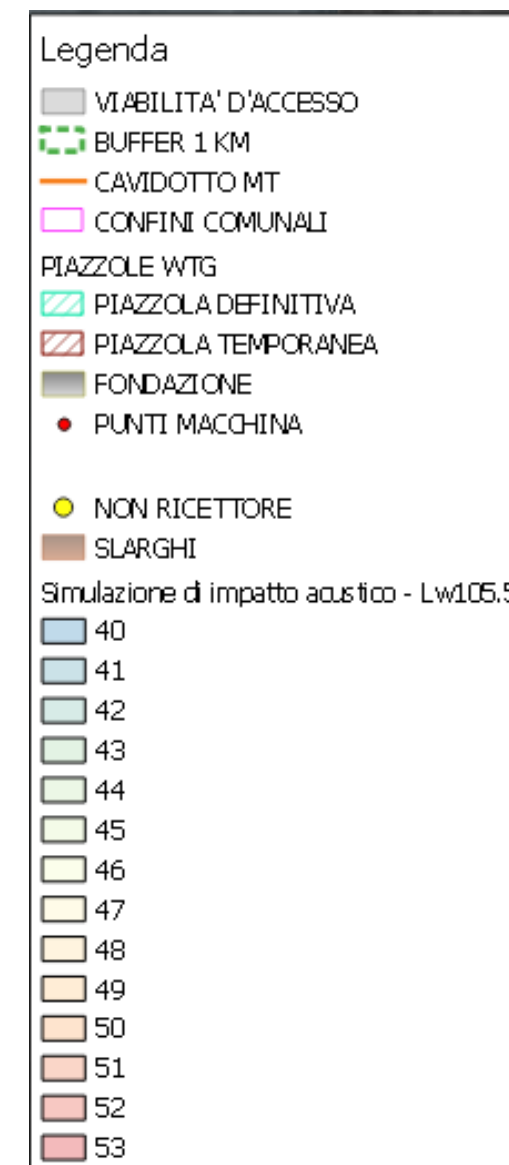 Legenda
VIABILITA' D'ACCESSO
BUFFER 1 KM
CAVIDOTTO MT
CONFINI COMUNALI
PIAZZOLE WTG
PIAZZOLA DEFINITIVA
PIAZZOLA TEMPORANEA
FONDAZIONE
PUNTI MACCHINA
NON RICETTORE
SLARGHI
Simulazione di impatto acustico - Lw105.5
40
41
42
43
44
45
46
47
48
49
50
51
52
53